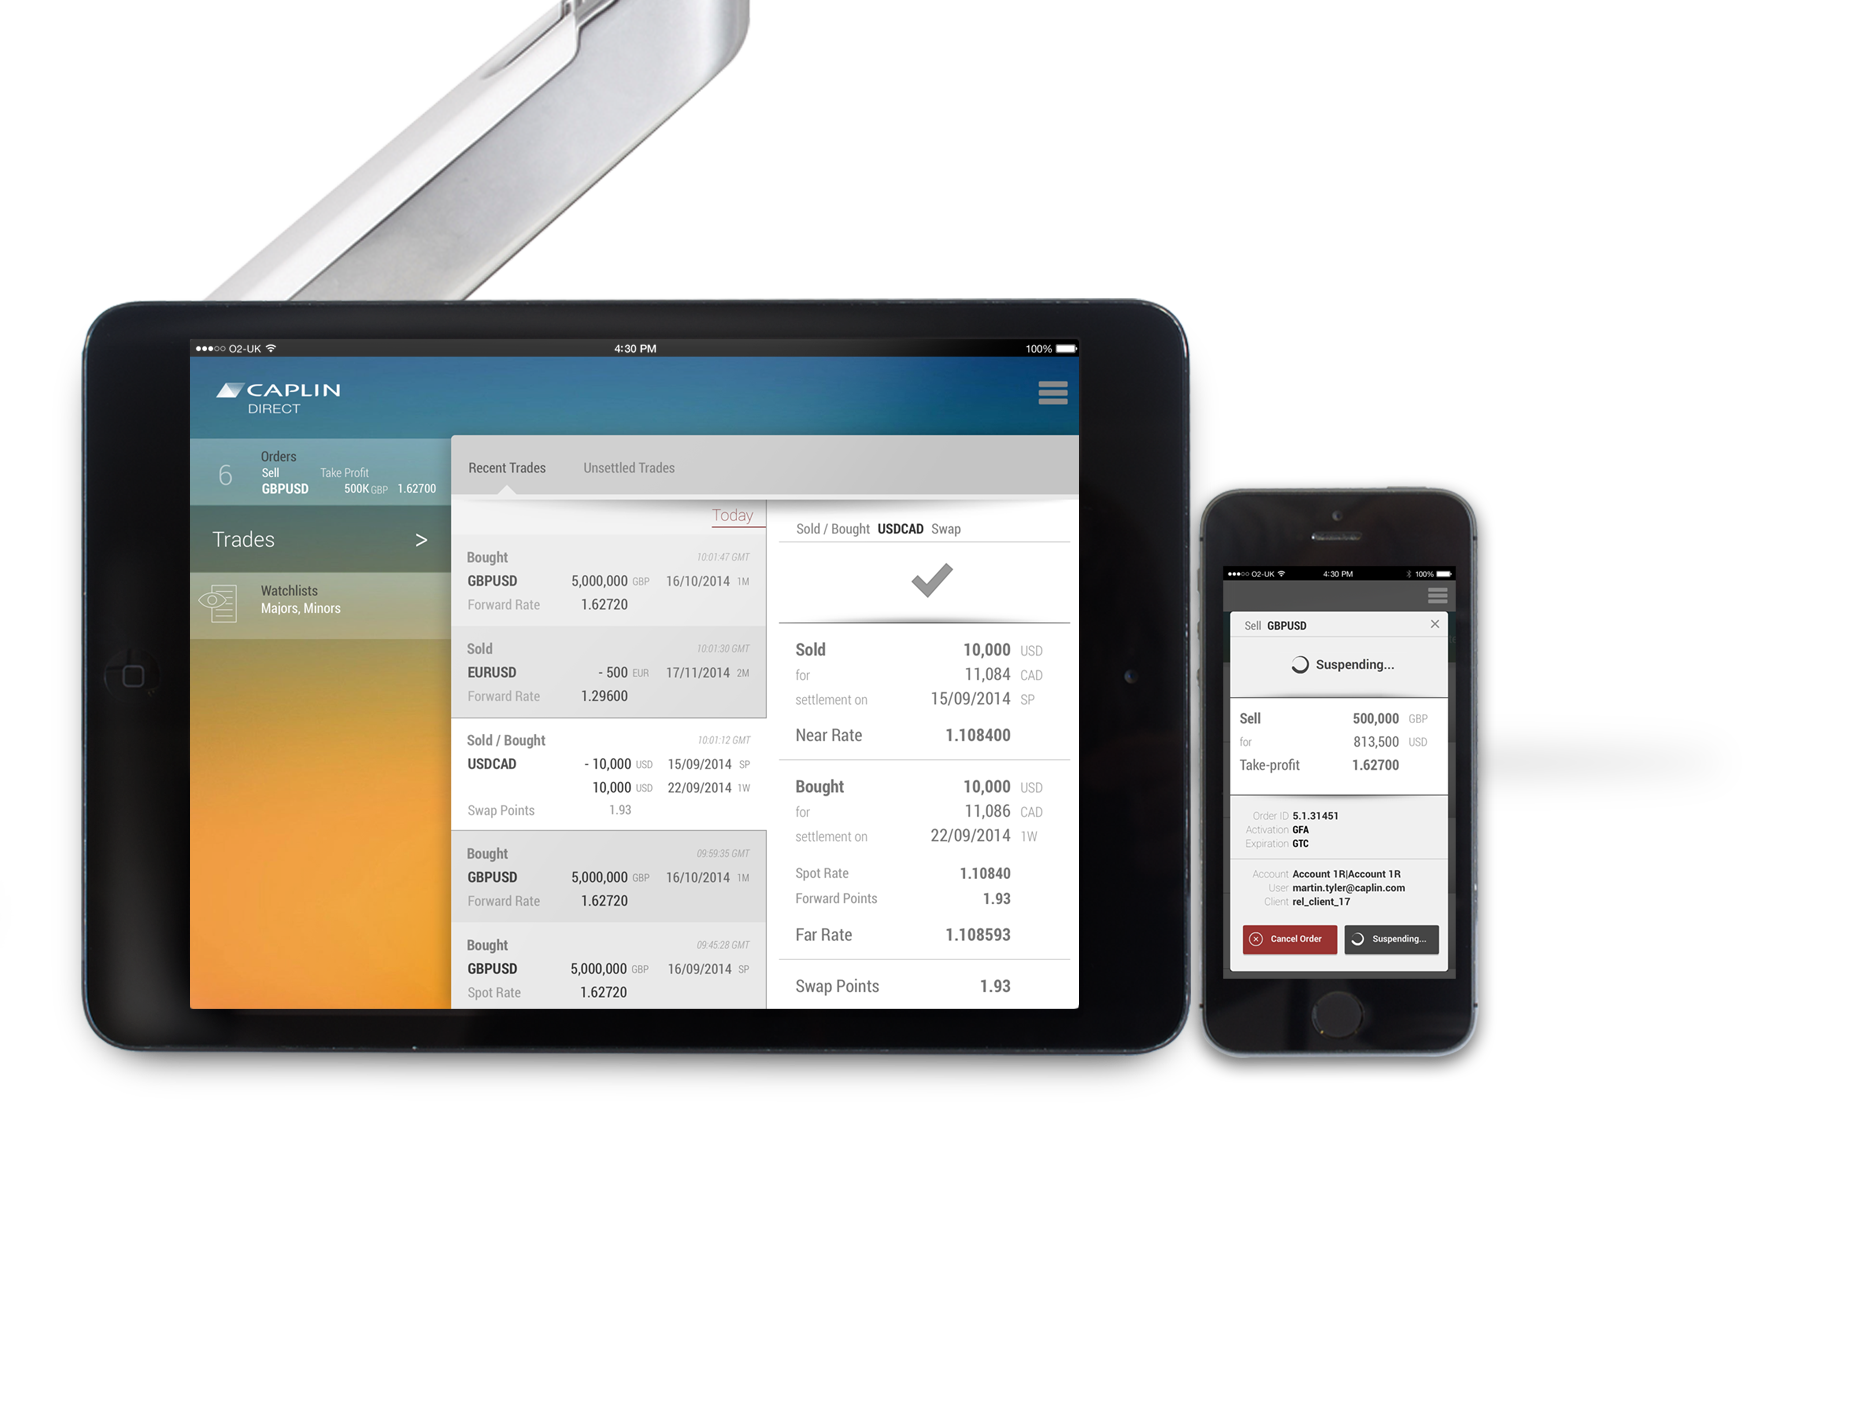 O2-UK 4:30 PM 100%
CAPLIN
DIRECT
6 Orders
Sell Take Profit
GBPUSD 500K GBP 1.62700
Trades >
Watchlists
Majors, Minors
Recent Trades Unsettled Trades
Today
Bought 10:01:47 GMT
GBPUSD 5,000,000 GBP 16/10/2014 1M
Forward Rate 1.62720
Sold 10:01:30 GMT
EURUSD - 500 EUR 17/11/2014 2M
Forward Rate 1.29600
Sold / Bought 10:01:12 GMT
USDCAD - 10,000 USD 15/09/2014 SP
10,000 USD 22/09/2014 1W
Swap Points 1.93
Bought 09:59:35 GMT
GBPUSD 5,000,000 GBP 16/10/2014 1M
Forward Rate 1.62720
Bought 09:45:28 GMT
GBPUSD 5,000,000 GBP 16/09/2014 SP
Spot Rate 1.62720
Sold / Bought USDCAD Swap
Sold 10,000 USD
for 11,084 CAD
settlement on 15/09/2014 SP
Near Rate 1.108400
Bought 10,000 USD
for 11,086 CAD
settlement on 22/09/2014 1W
Spot Rate 1.10840
Forward Points 1.93
Far Rate 1.108593
Swap Points 1.93
O2-UK 4:30 PM 100%
Sell GBPUSD
Suspending...
Sell 500,000 GBP
for 813,500 USD
Take-profit 1.62700
Order ID 5.1.31451
Activation GFA
Expiration GTC
Account Account 1R|Account 1R
User martin.tyler@caplin.com
Client rel_client_17
Cancel Order Suspending...